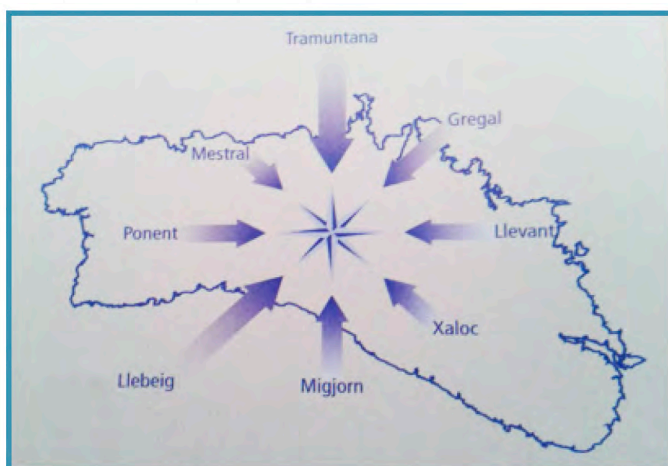 Tramuntana
Gregal
Mestral
Ponent
Llevant
Xaloc
Llebeig
Migjorn